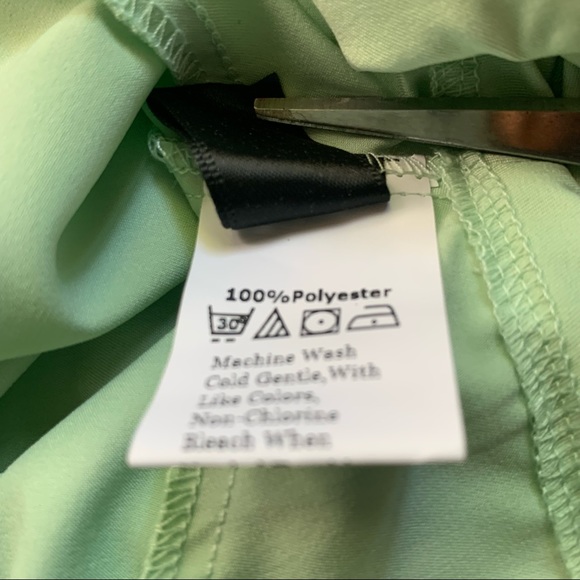 100%Polyester
30
Machine Wash
Cold Gentle, With
Like Colors,
Non-Chlorine
Bleach When